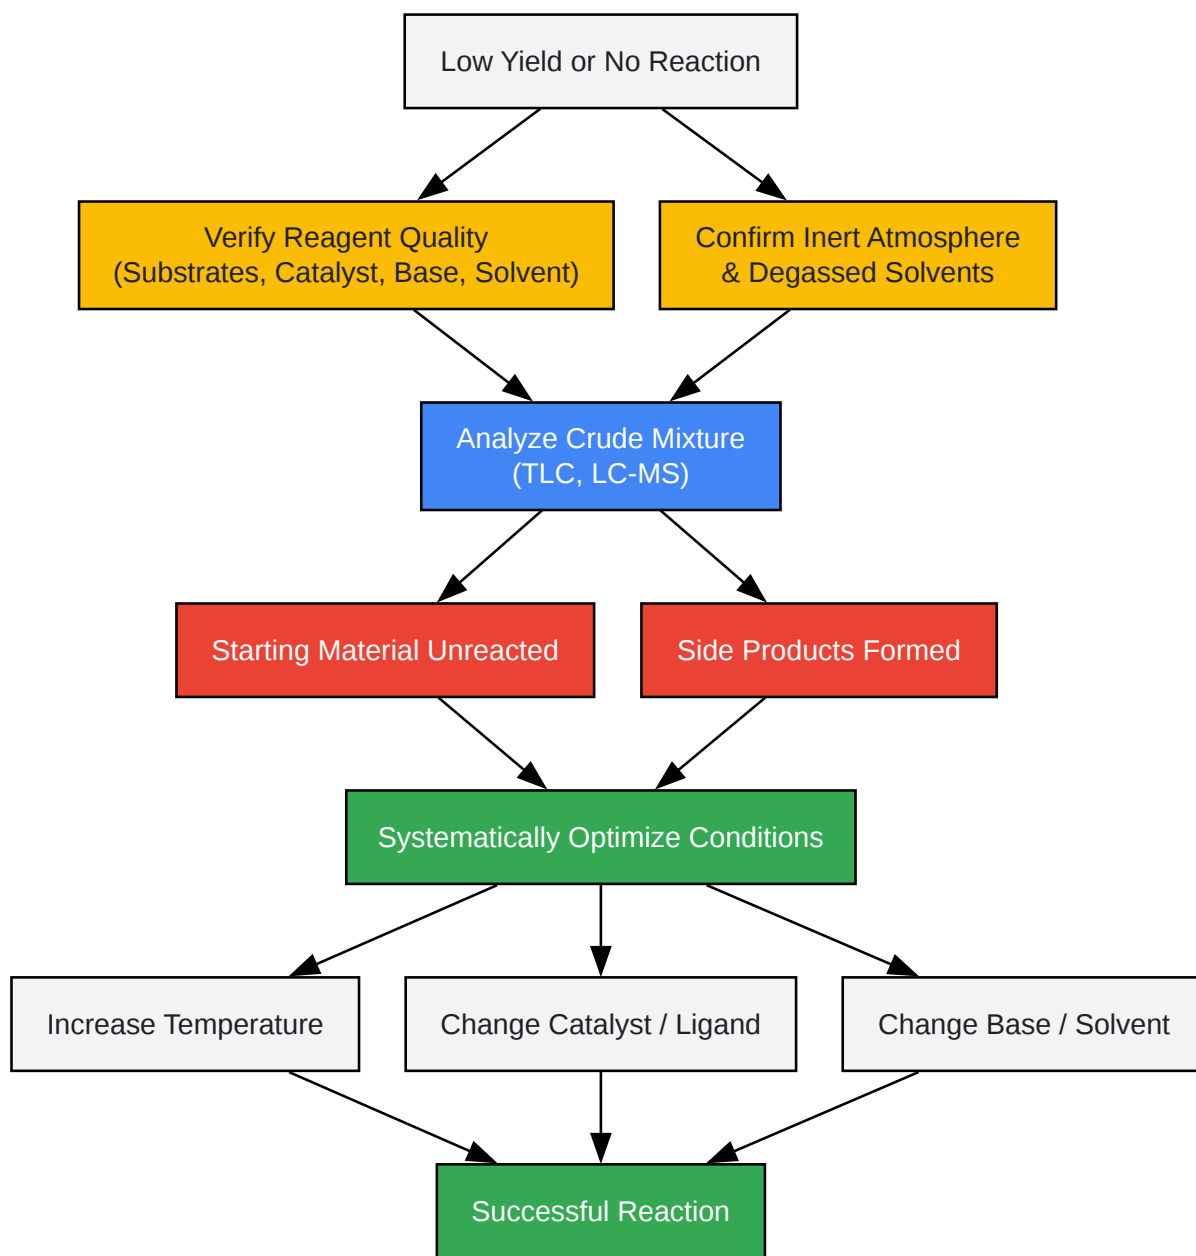 Low Yield or No Reaction
Verify Reagent Quality
(Substrates, Catalyst, Base, Solvent)
Confirm Inert Atmosphere
& Degassed Solvents
Analyze Crude Mixture
(TLC, LC-MS)
Starting Material Unreacted
Side Products Formed
Systematically Optimize Conditions
Increase Temperature
Change Catalyst / Ligand
Change Base / Solvent
Successful Reaction